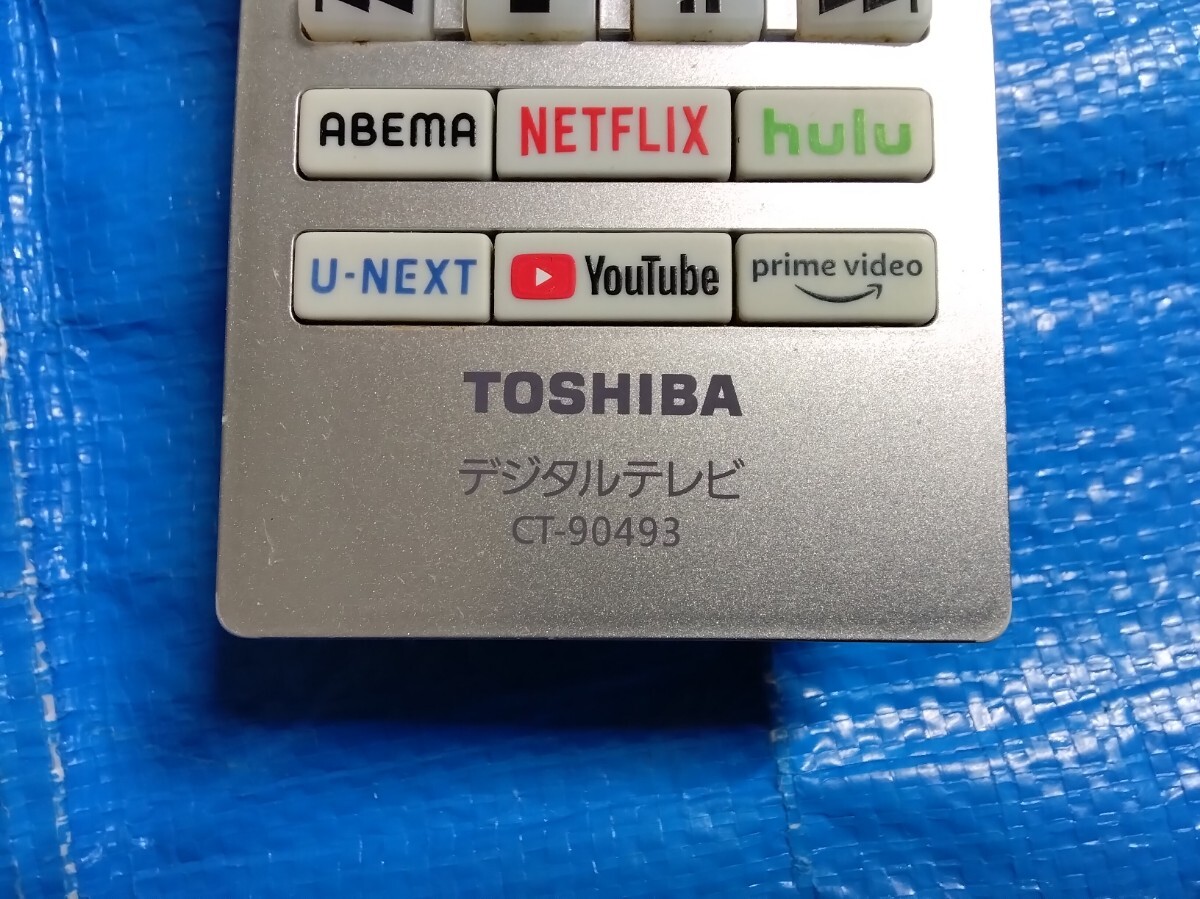 ABEMA NETFLIX hulu
U-NEXT YouTube prime video
TOSHIBA
デジタルテレビ
CT-90493